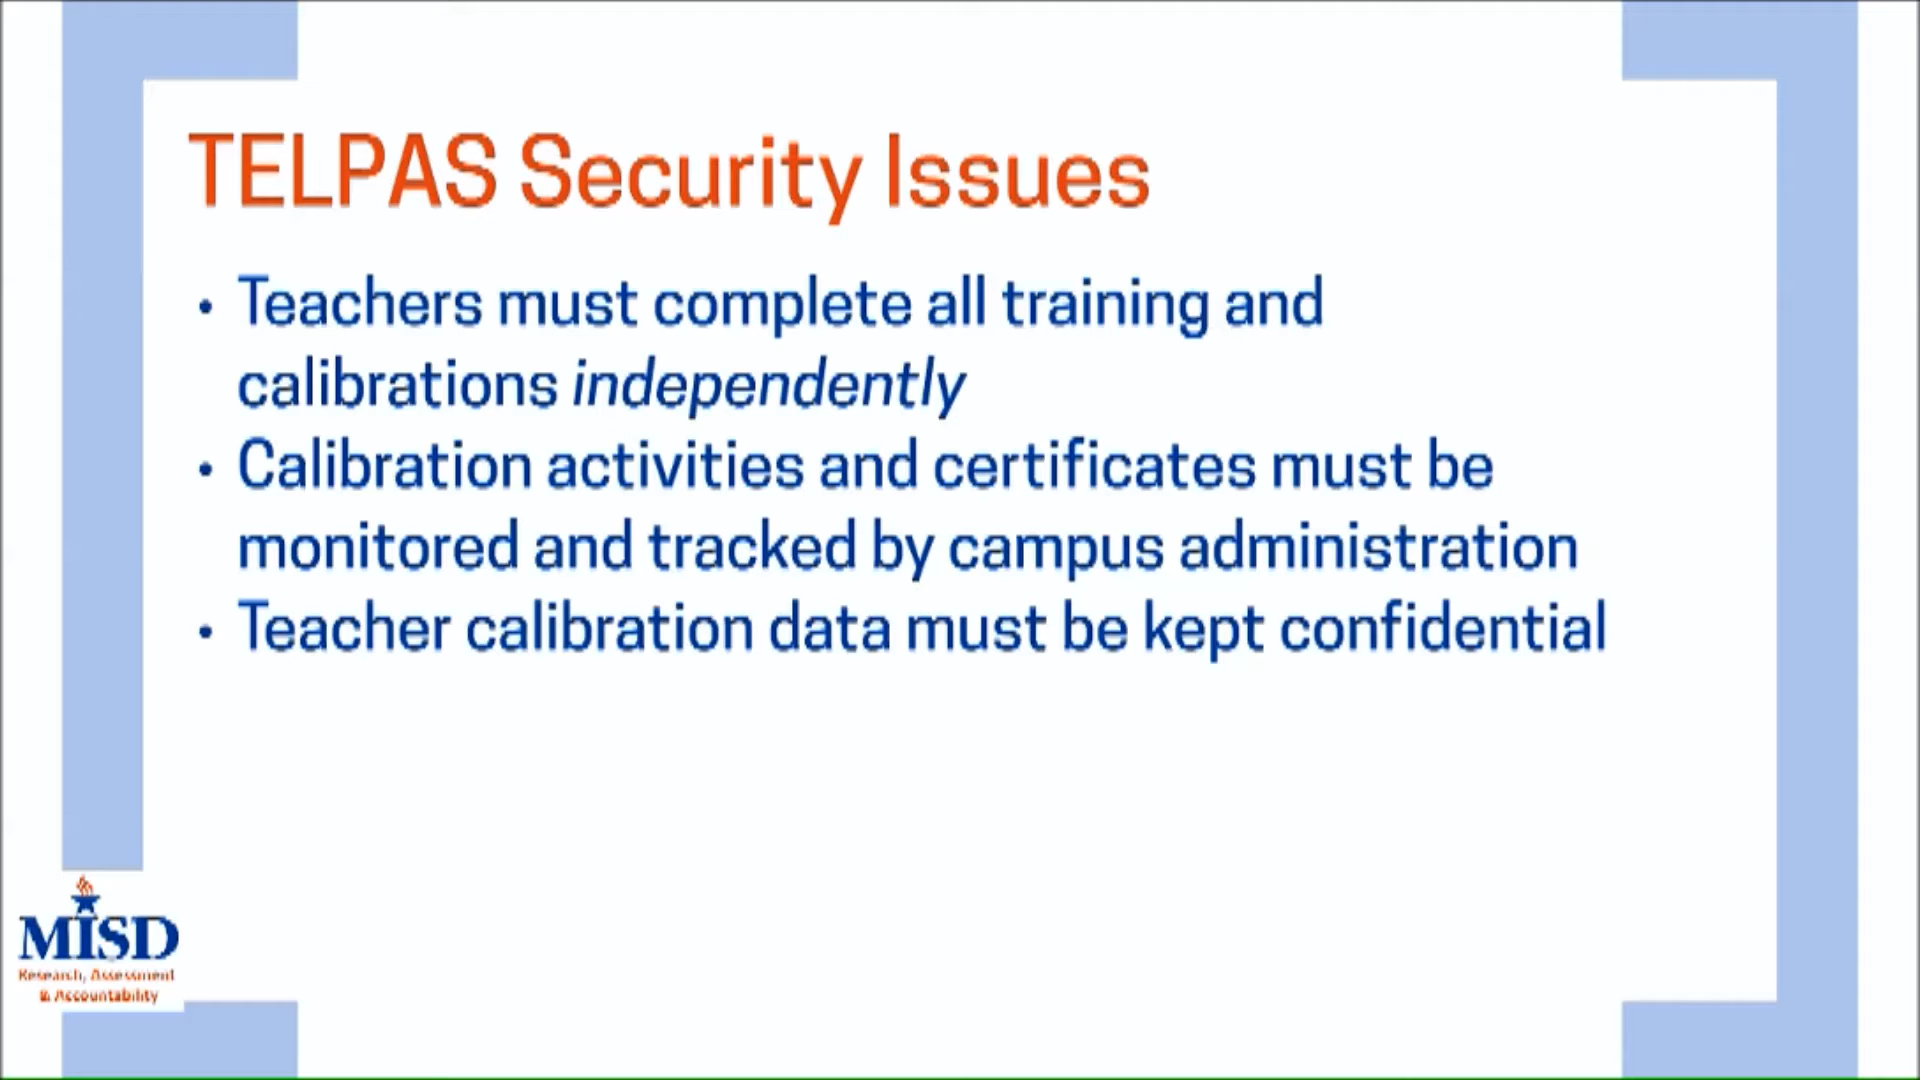 TELPAS Security Issues
• Teachers must complete all training and
calibrations independently
• Calibration activities and certificates must be
monitored and tracked by campus administration
• Teacher calibration data must be kept confidential
MISD
Research, Assessment
& Accountability